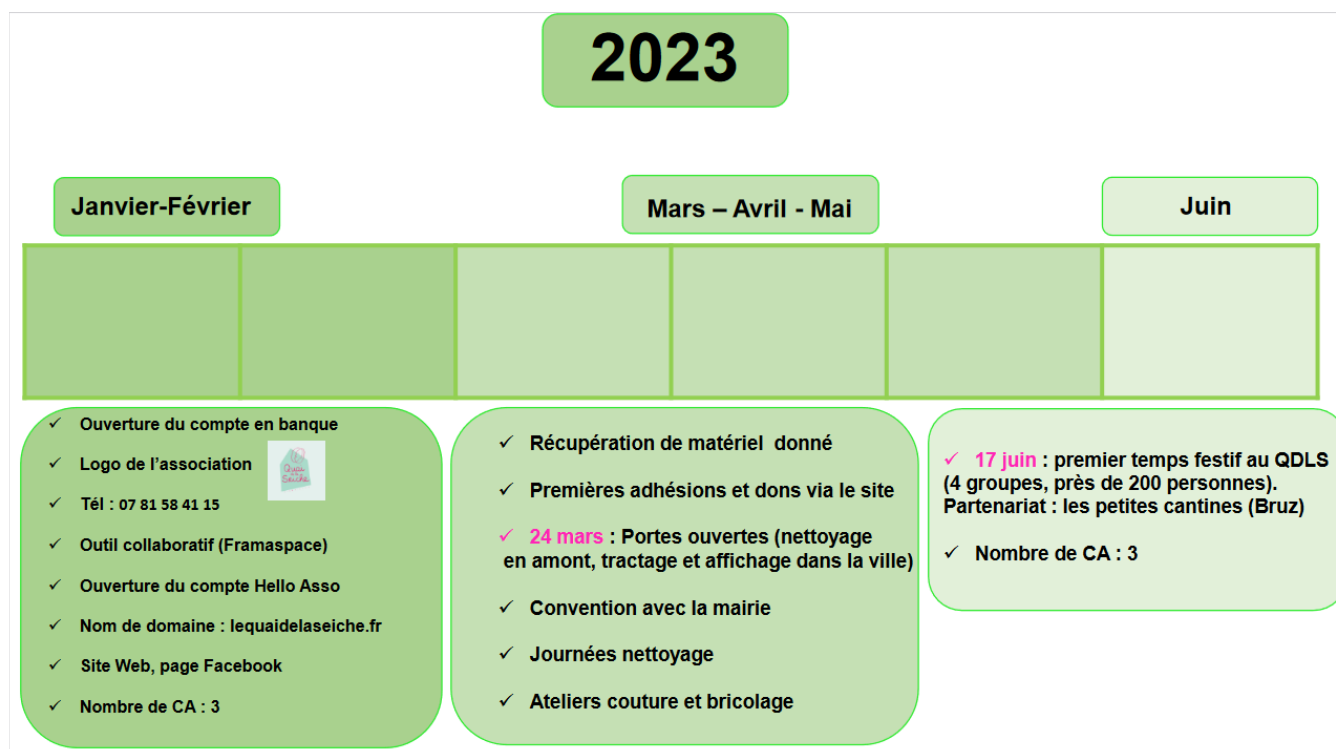 2023
Janvier-Février
Mars – Avril - Mai
Juin
✓ Ouverture du compte en banque
✓ Logo de l'association
Quai
de la
Seiche
✓ Tél : 07 81 58 41 15
✓ Outil collaboratif (Framaspace)
✓ Ouverture du compte Hello Asso
✓ Nom de domaine : lequaidelaseiche.fr
✓ Site Web, page Facebook
✓ Nombre de CA : 3
✓ Récupération de matériel donné
✓ Premières adhésions et dons via le site
✓ 24 mars : Portes ouvertes (nettoyage
en amont, tractage et affichage dans la ville)
✓ Convention avec la mairie
✓ Journées nettoyage
✓ Ateliers couture et bricolage
✓ 17 juin : premier temps festif au QDLS
(4 groupes, près de 200 personnes).
Partenariat : les petites cantines (Bruz)
✓ Nombre de CA : 3